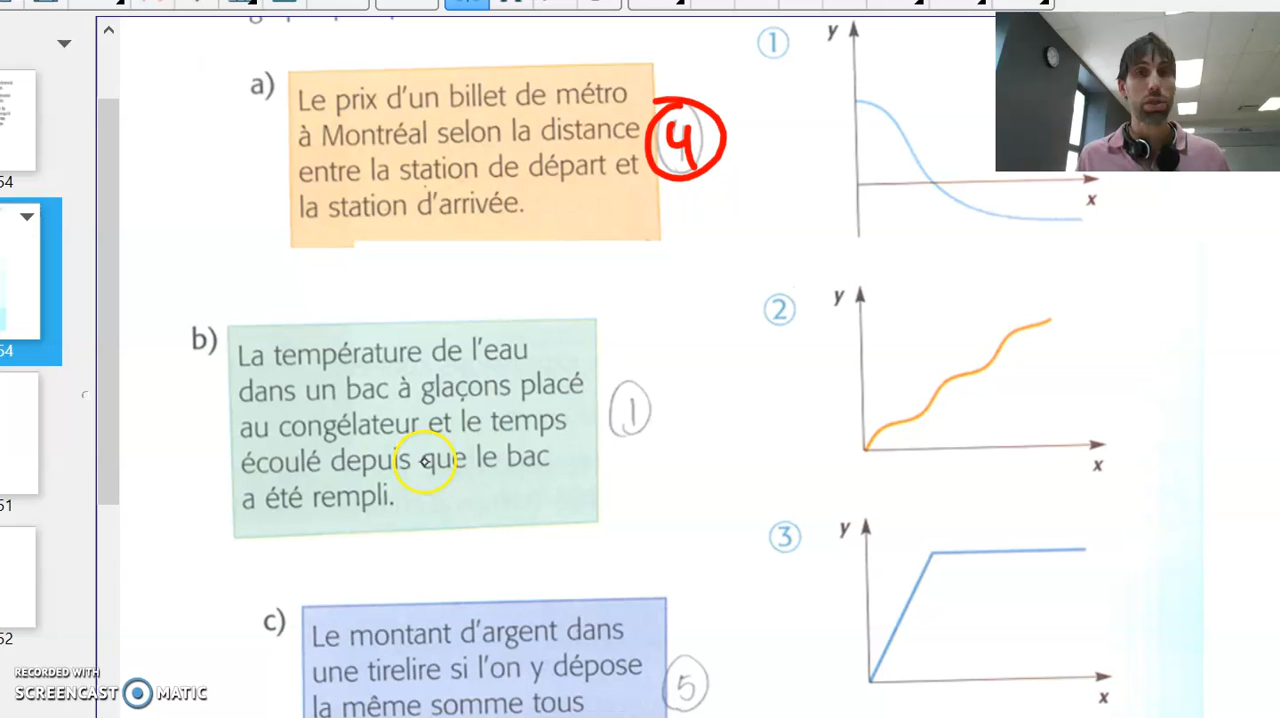 a)
Le prix d'un billet de métro
à Montréal selon la distance
entre la station de départ et
la station d'arrivée.
4
b)
La température de l'eau
dans un bac à glaçons placé
au congélateur et le temps
écoulé depuis que le bac
a été rempli.
1
c)
Le montant d'argent dans
une tirelire si l'on y dépose
la même somme tous
5
1
y
x
2
y
x
3
y
x
54
54
51
52
RECORDED WITH
SCREENCAST MATIC